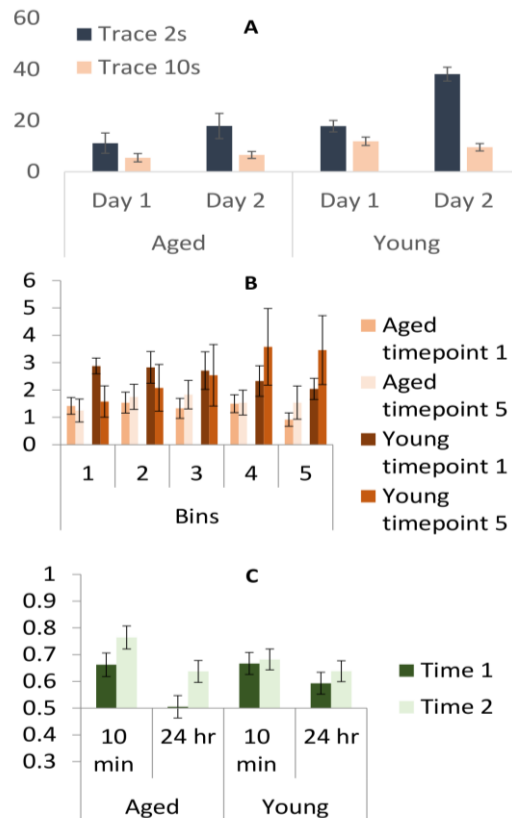 A
60
40
20
0
Trace 2s
Trace 10s
Day 1 Day 2 Day 1 Day 2
Aged Young
B
6
5
4
3
2
1
0
1 2 3 4 5
Bins
Aged
timepoint 1
Aged
timepoint 5
Young
timepoint 1
Young
timepoint 5
C
1
0.9
0.8
0.7
0.6
0.5
0.4
0.3
10 24 hr 10 24 hr
min min
Aged Young
Time 1
Time 2